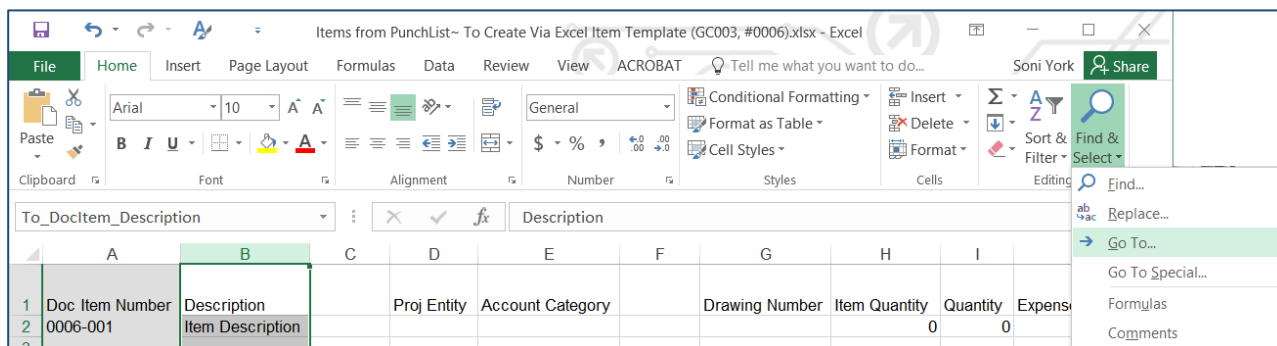 Items from PunchList~ To Create Via Excel Item Template (GC003, #0006).xlsx - Excel
File Home Insert Page Layout Formulas Data Review View ACROBAT Tell me what you want to do... Soni York Share
Paste
Arial 10 A A
B I U A
General
$ % ,
Conditional Formatting
Format as Table
Cell Styles
Insert
Delete
Format
Sort & Filter
Find & Select
Clipboard Font Alignment Number Styles Cells Editing
To_DocItem_Description fx Description
A B C D E F G H I
1 Doc Item Number Description Proj Entity Account Category Drawing Number Item Quantity Quantity Expens
2 0006-001 Item Description 0 0
Find...
Replace...
Go To...
Go To Special...
Formulas
Comments